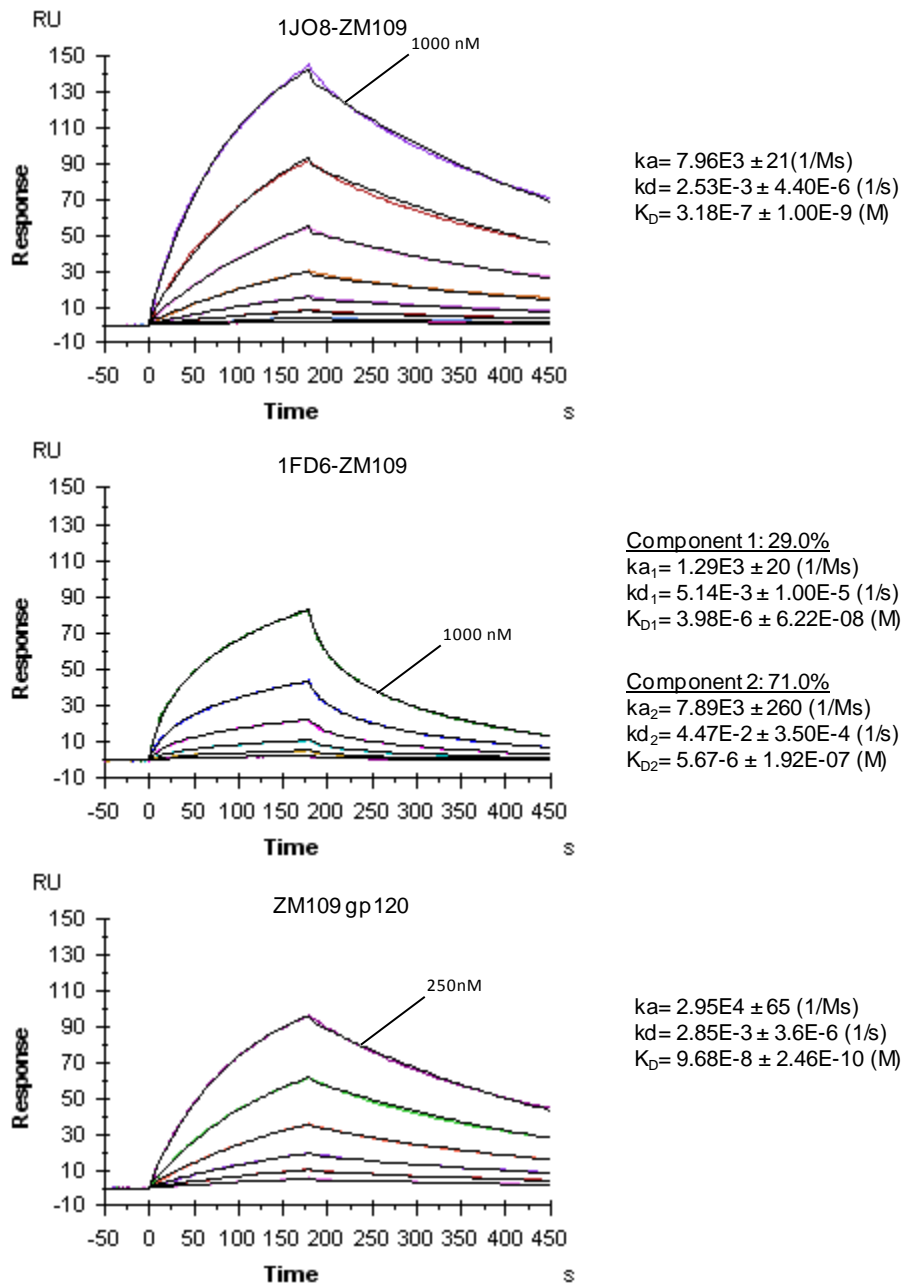 RU
1JO8-ZM109
1000 nM
150
130
110
90
70
50
30
10
-10
Response
-50 0 50 100 150 200 250 300 350 400 450
Time s
ka= 7.96E3 ± 21(1/Ms)
kd= 2.53E-3 ± 4.40E-6 (1/s)
KD= 3.18E-7 ± 1.00E-9 (M)
RU
1FD6-ZM109
150
130
110
90
70
50
30
10
-10
Response
1000 nM
-50 0 50 100 150 200 250 300 350 400 450
Time s
Component 1: 29.0%
ka1= 1.29E3 ± 20 (1/Ms)
kd1= 5.14E-3 ± 1.00E-5 (1/s)
KD1= 3.98E-6 ± 6.22E-08 (M)
Component 2: 71.0%
ka2= 7.89E3 ± 260 (1/Ms)
kd2= 4.47E-2 ± 3.50E-4 (1/s)
KD2= 5.67-6 ± 1.92E-07 (M)
RU
ZM109 gp120
150
130
110
90
70
50
30
10
-10
Response
250nM
-50 0 50 100 150 200 250 300 350 400 450
Time s
ka= 2.95E4 ± 65 (1/Ms)
kd= 2.85E-3 ± 3.6E-6 (1/s)
KD= 9.68E-8 ± 2.46E-10 (M)